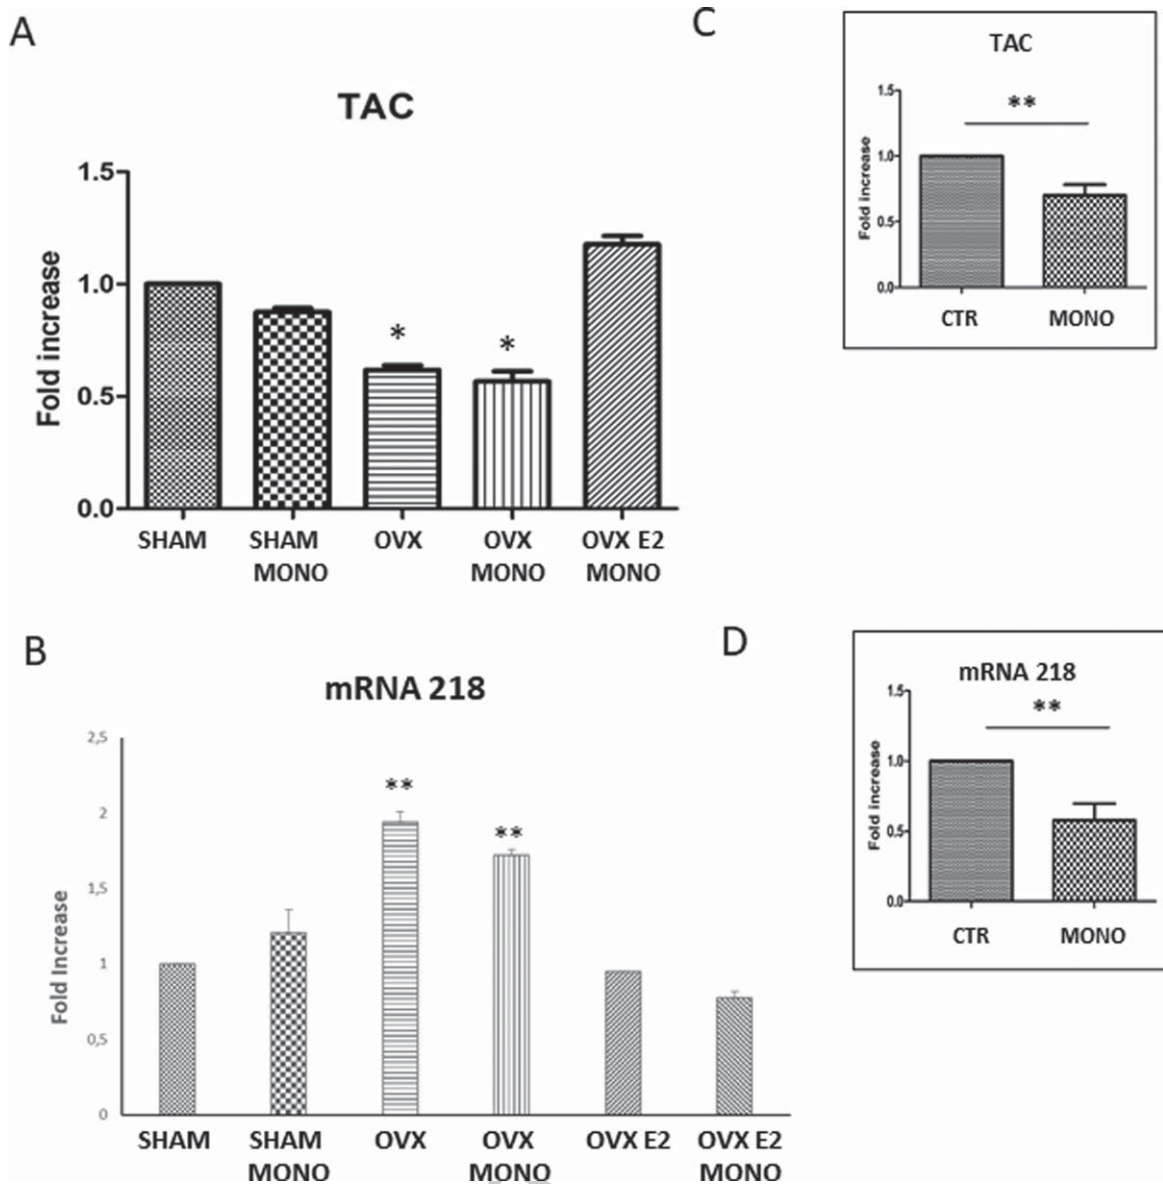 A
TAC
Fold increase
1.5
1.0
0.5
0.0
*
*
SHAM
SHAM MONO
OVX
OVX MONO
OVX E2 MONO
C
TAC
Fold increase
1.5
1.0
0.5
0.0
**
CTR
MONO
B
mRNA 218
Fold Increase
2,5
2
1,5
1
0,5
0
**
**
SHAM
SHAM MONO
OVX
OVX MONO
OVX E2
OVX E2 MONO
D
mRNA 218
Fold increase
1.5
1.0
0.5
0.0
**
CTR
MONO